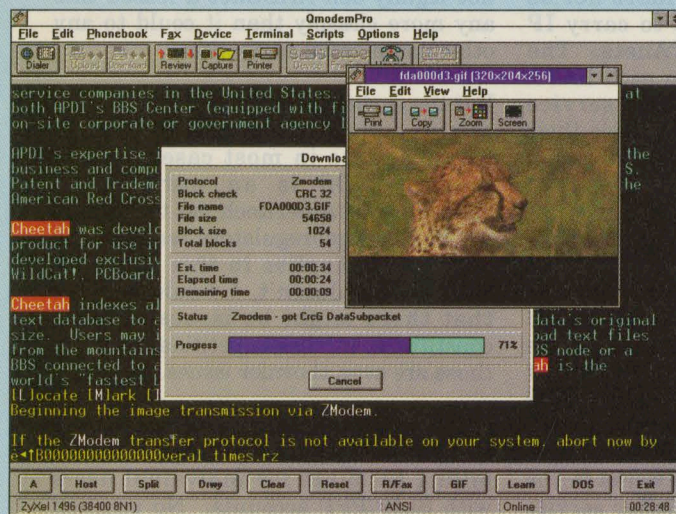 QmodemPro
File Edit Phonebook Fax Device Terminal Scripts Options Help
Dialer Upload Download Review Capture Printer
service companies in the United States. at
both APDI's BBS Center (equipped with fi
on-site corporate or government agency l
APDI's expertise i the
business and compu S.
Patent and Tradema he
American Red Cross
Cheetah was develo
product for use in
developed exclusiv
WildCat!, PCBoard,
Cheetah indexes al
text database to a data's original
size. Users may i oad text files
from the mountains BS node or a
BBS connected to a ah is the
world's "fastest L
[L]ocate [M]ark [
Beginning the image transmission via ZModem.
If the ZModem transfer protocol is not available on your system, abort now by
veral times.rz
fda000d3.gif (320x204x256)
File Edit View Help
Print Copy Zoom Screen
Downloa
Protocol Zmodem
Block check CRC 32
File name FDA000D3.GIF
File size 54658
Block size 1024
Total blocks 54
Est. time 00:00:34
Elapsed time 00:00:24
Remaining time 00:00:09
Status Zmodem - got CrcG DataSubpacket
Progress 71%
Cancel
A Host Split Drwy Clear Reset R/Fax GIF Learn DOS Exit
ZyXel 1496 (38400 8N1) ANSI Online 00:28:48